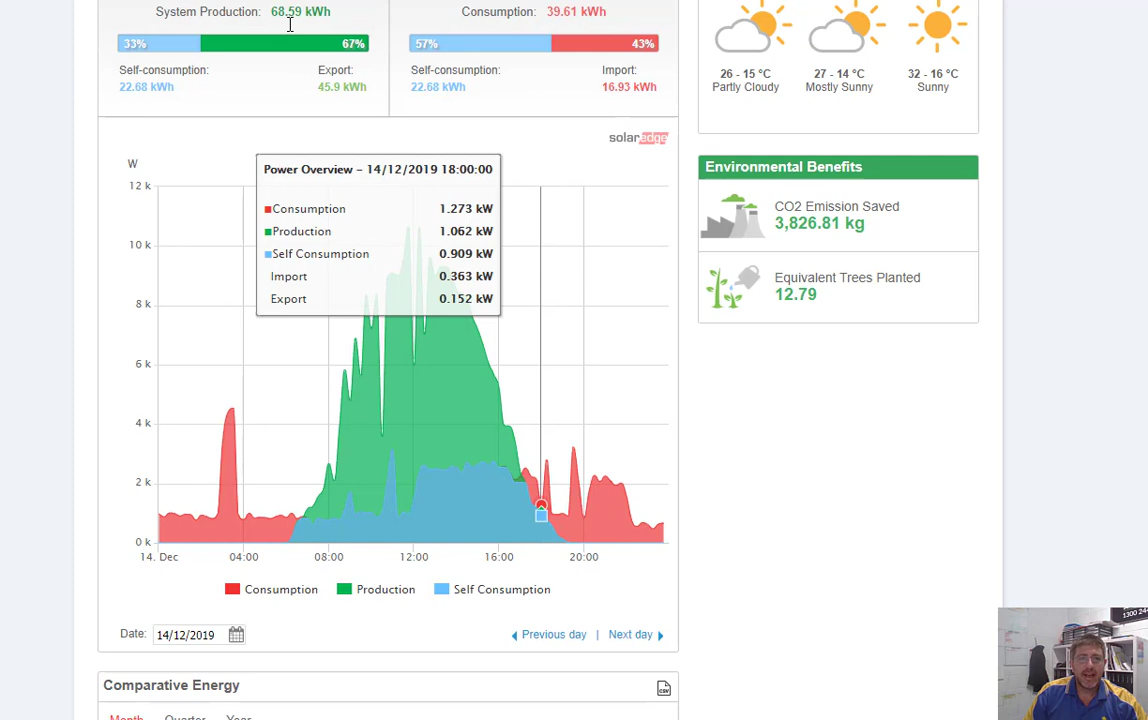 System Production: 68.59 kWh
Consumption: 39.61 kWh
33% 67%
57% 43%
Self-consumption: Export:
22.68 kWh 45.9 kWh
Self-consumption: Import:
22.68 kWh 16.93 kWh
26 - 15 °C
Partly Cloudy
27 - 14 °C
Mostly Sunny
32 - 16 °C
Sunny
solaredge
W
Power Overview – 14/12/2019 18:00:00
Consumption 1.273 kW
Production 1.062 kW
Self Consumption 0.909 kW
Import 0.363 kW
Export 0.152 kW
12 k
10 k
8 k
6 k
4 k
2 k
0 k
14. Dec 04:00 08:00 12:00 16:00 20:00
Consumption Production Self Consumption
Date: 14/12/2019
Previous day | Next day
Environmental Benefits
CO2 Emission Saved
3,826.81 kg
Equivalent Trees Planted
12.79
Comparative Energy
CSV
Month Quarter Year